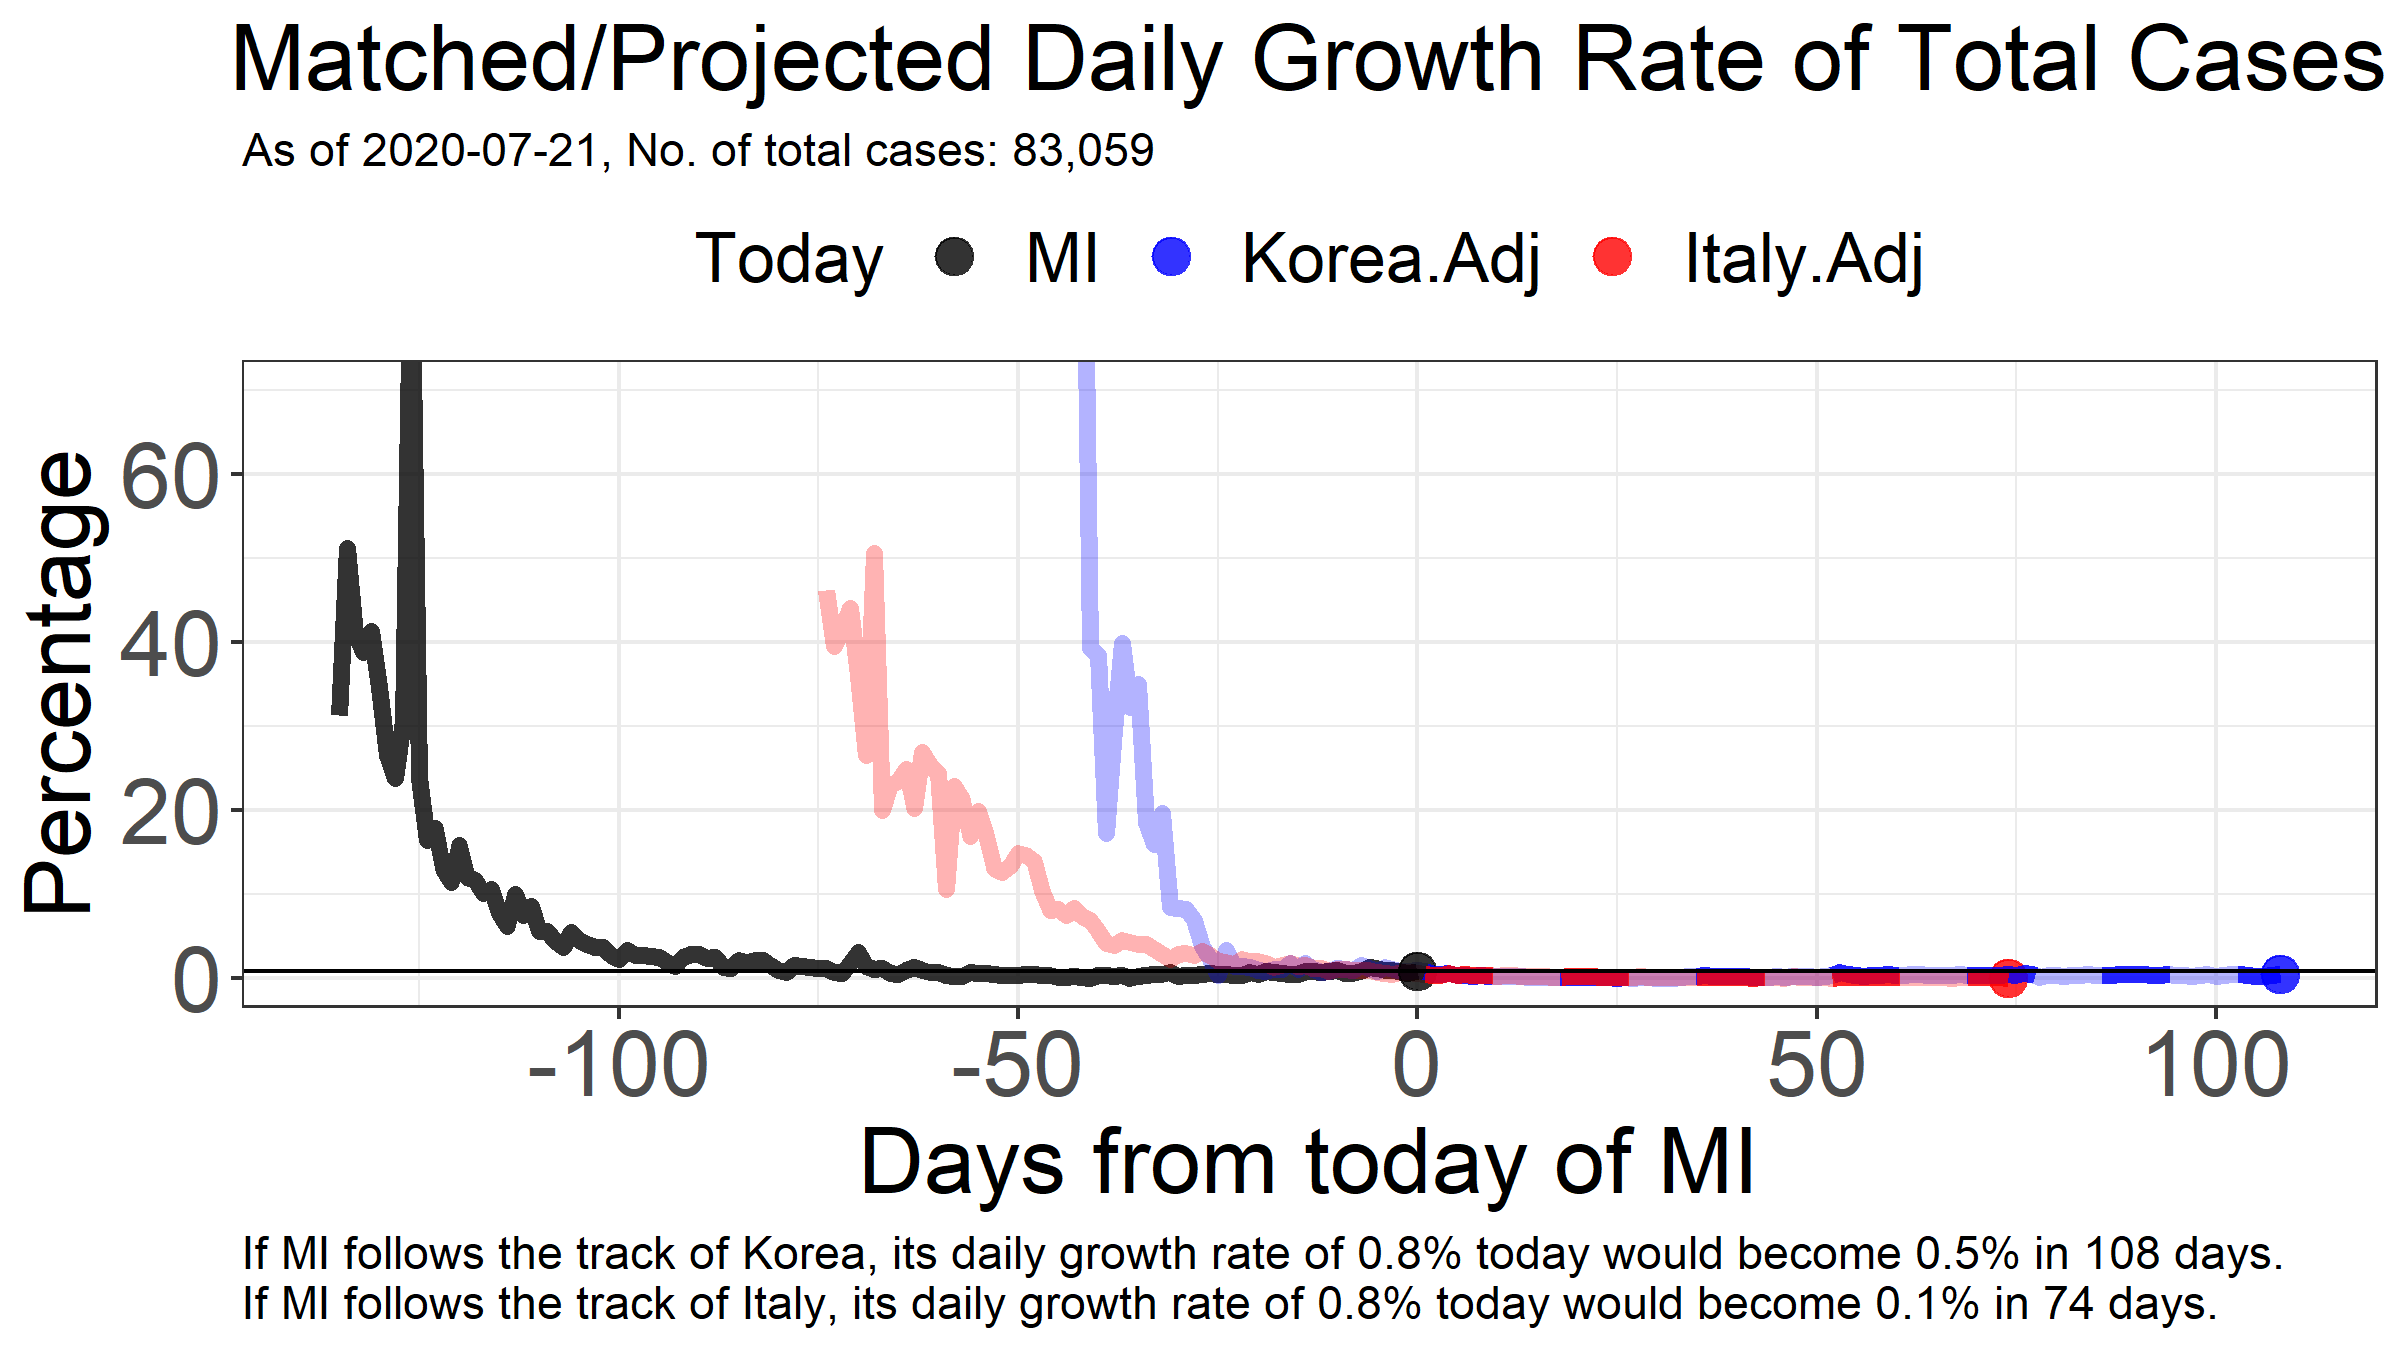 Matched/Projected Daily Growth Rate of Total Cases
As of 2020-07-21, No. of total cases: 83,059
Today MI Korea.Adj Italy.Adj
Percentage
60
40
20
0
-100 -50 0 50 100
Days from today of MI
If MI follows the track of Korea, its daily growth rate of 0.8% today would become 0.5% in 108 days.
If MI follows the track of Italy, its daily growth rate of 0.8% today would become 0.1% in 74 days.